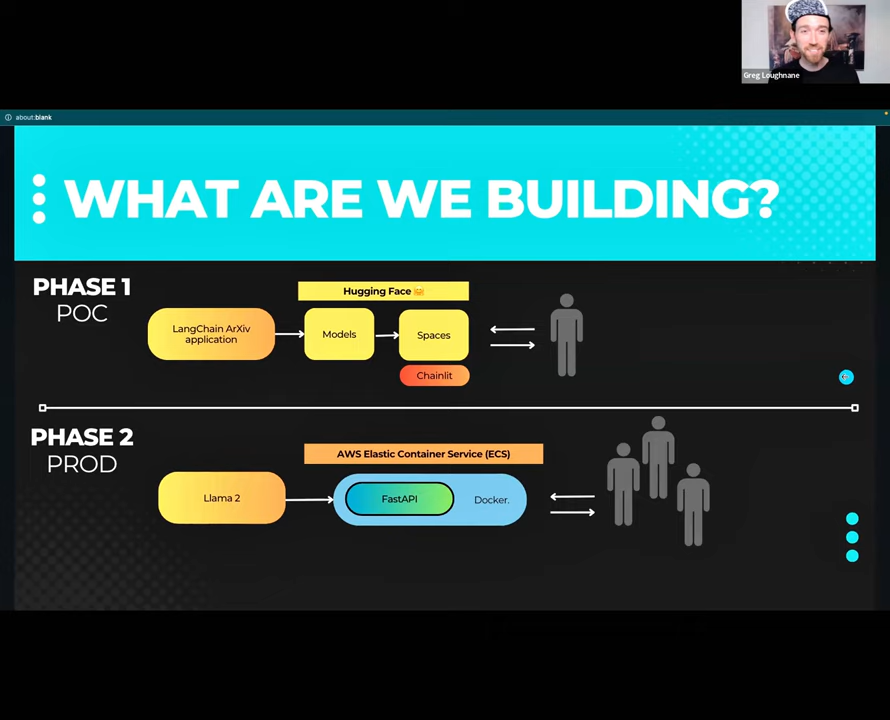 Greg Loughnane
about:blank
WHAT ARE WE BUILDING?
PHASE 1
POC
Hugging Face 🤗
LangChain ArXiv
application
Models
Spaces
Chainlit
PHASE 2
PROD
AWS Elastic Container Service (ECS)
Llama 2
FastAPI
Docker.